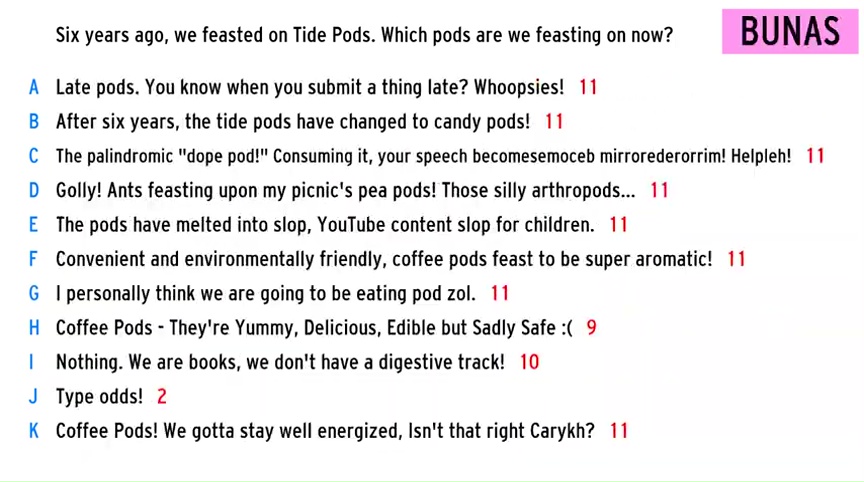 Six years ago, we feasted on Tide Pods. Which pods are we feasting on now?
BUNAS
A Late pods. You know when you submit a thing late? Whoopsies! 11
B After six years, the tide pods have changed to candy pods! 11
C The palindromic "dope pod!" Consuming it, your speech becomesemoceb mirrorederorrim! Helpleh! 11
D Golly! Ants feasting upon my picnic's pea pods! Those silly arthropods... 11
E The pods have melted into slop, YouTube content slop for children. 11
F Convenient and environmentally friendly, coffee pods feast to be super aromatic! 11
G I personally think we are going to be eating pod zol. 11
H Coffee Pods - They're Yummy, Delicious, Edible but Sadly Safe :( 9
I Nothing. We are books, we don't have a digestive track! 10
J Type odds! 2
K Coffee Pods! We gotta stay well energized, Isn't that right Carykh? 11